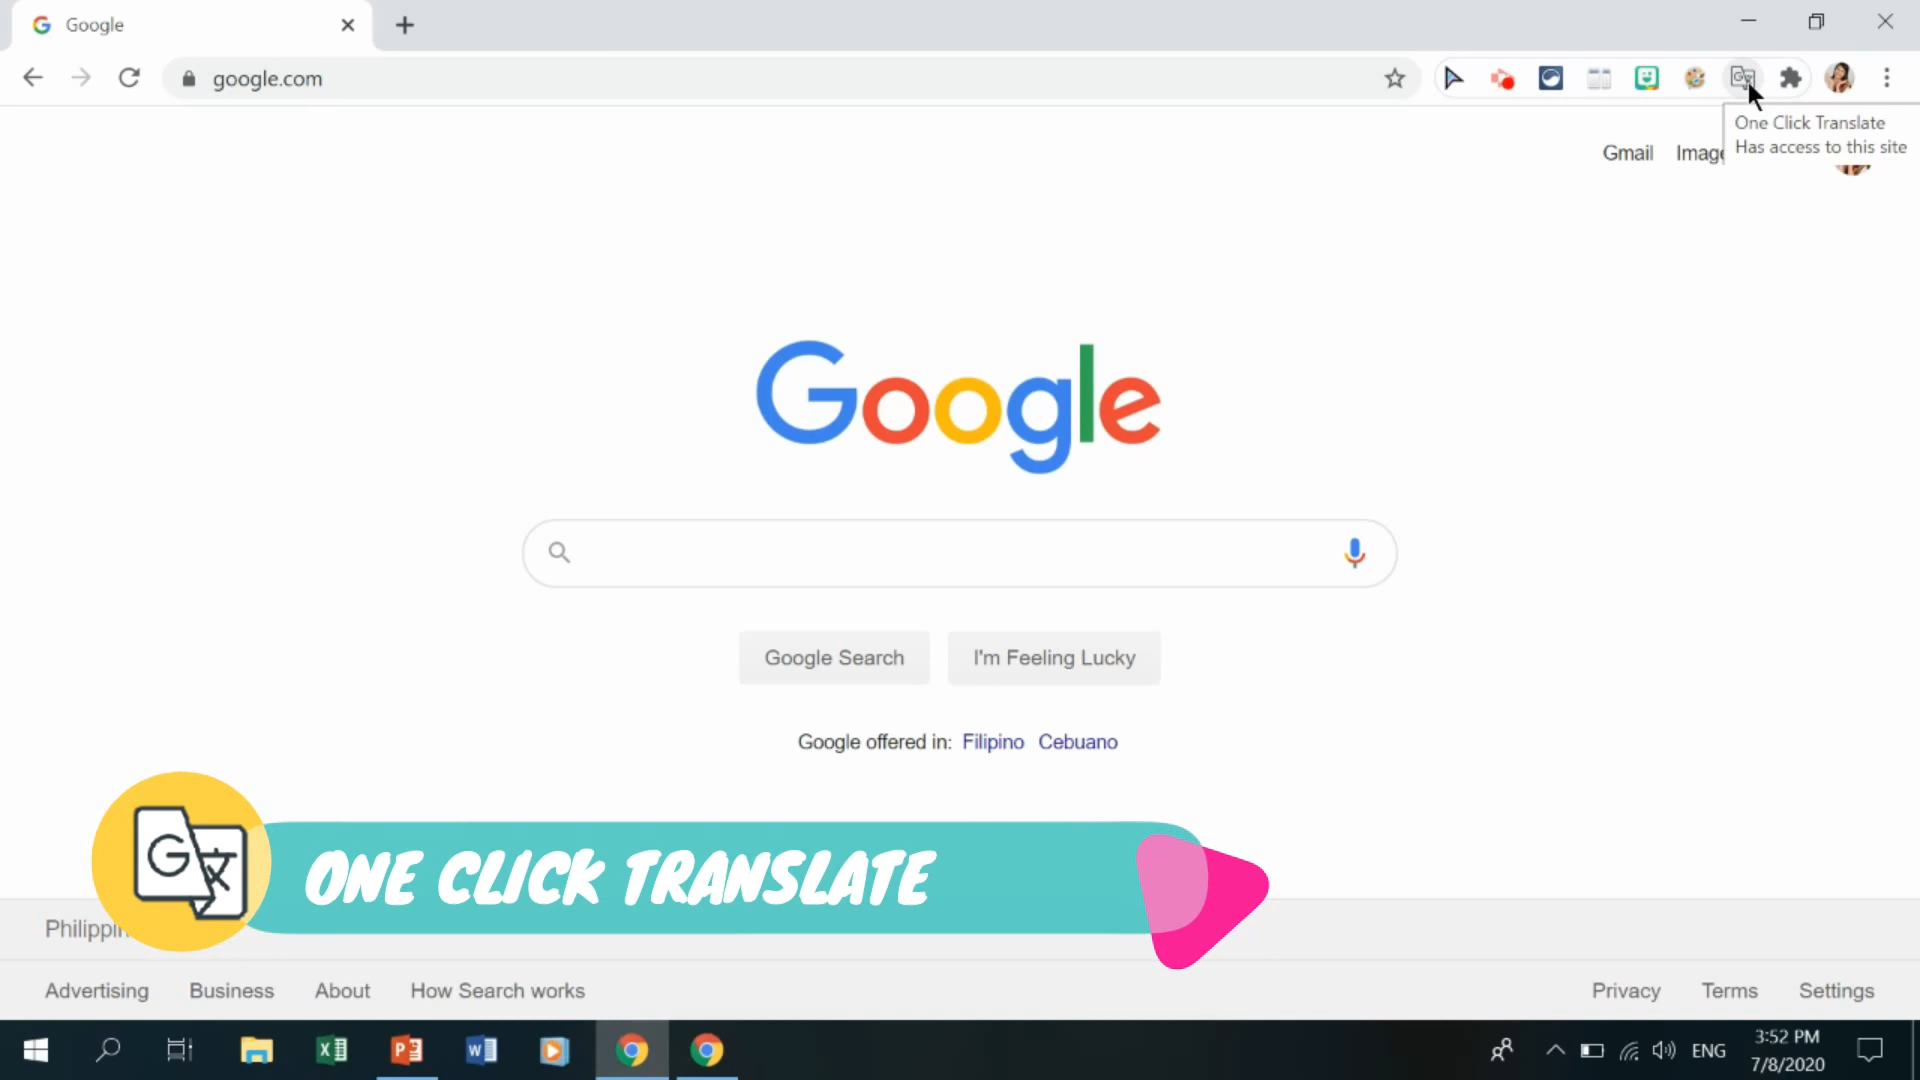 Google
google.com
One Click Translate
Has access to this site
Gmail
Image
Google
Google Search
I'm Feeling Lucky
Google offered in: Filipino Cebuano
ONE CLICK TRANSLATE
Philippin
Advertising
Business
About
How Search works
Privacy
Terms
Settings
ENG
3:52 PM
7/8/2020